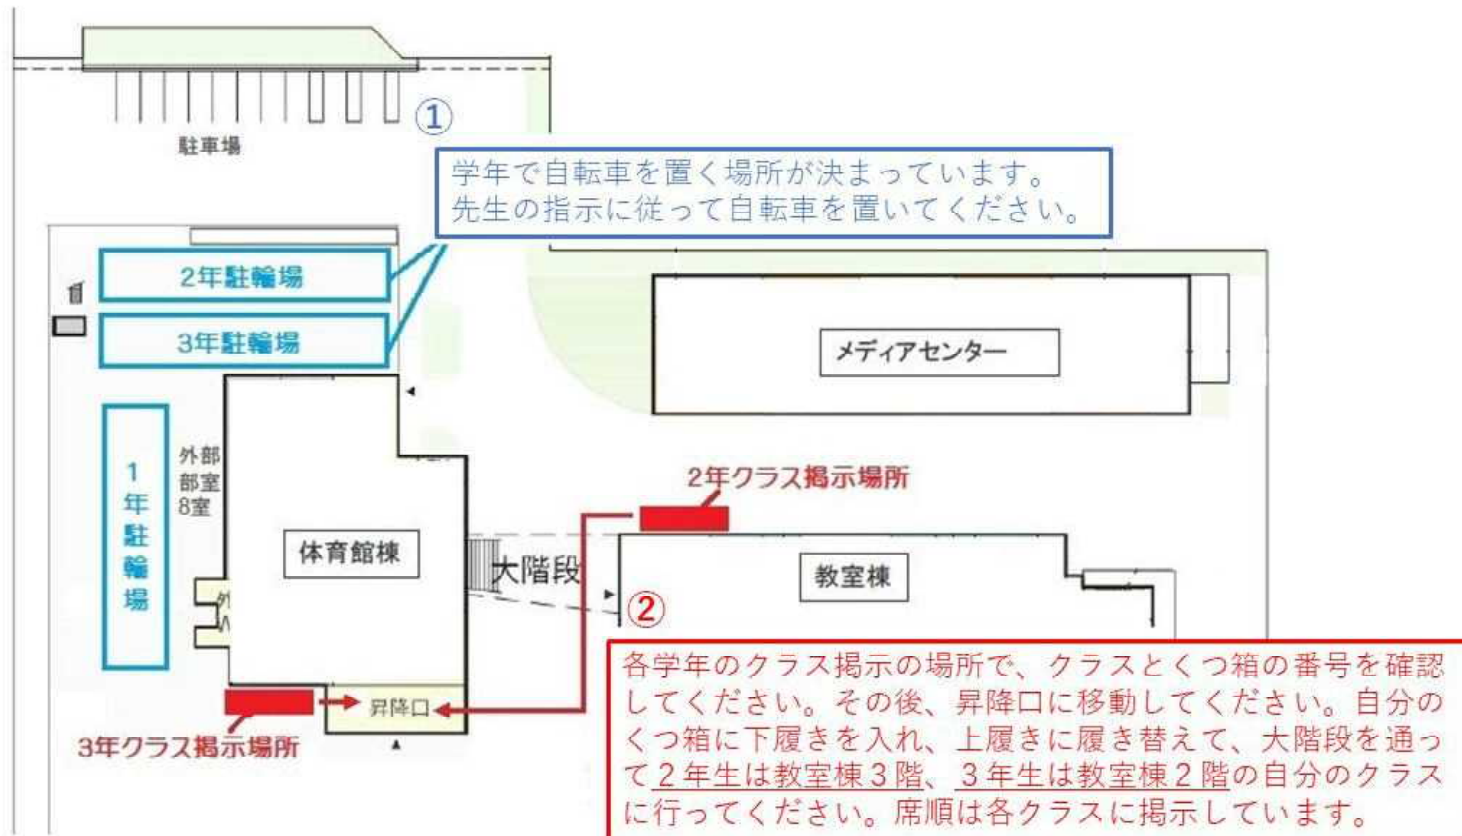 ①
駐車場
学年で自転車を置く場所が決まっています。
先生の指示に従って自転車を置いてください。
2年駐輪場
3年駐輪場
メディアセンター
1年駐輪場
外部
部室
8室
2年クラス掲示場所
体育館棟
大階段
教室棟
外
②
昇降口
3年クラス掲示場所
各学年のクラス掲示の場所で、クラスとくつ箱の番号を確認
してください。その後、昇降口に移動してください。自分の
くつ箱に下履きを入れ、上履きに履き替えて、大階段を通っ
て２年生は教室棟３階、３年生は教室棟２階の自分のクラス
に行ってください。席順は各クラスに掲示しています。